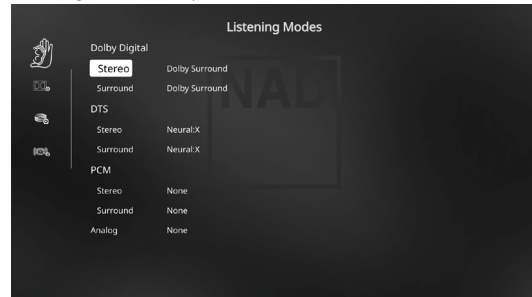 Listening Modes
Dolby Digital
Stereo Dolby Surround
Surround Dolby Surround
NAD
DTS
Stereo Neural:X
Surround Neural:X
PCM
Stereo None
Surround None
Analog None